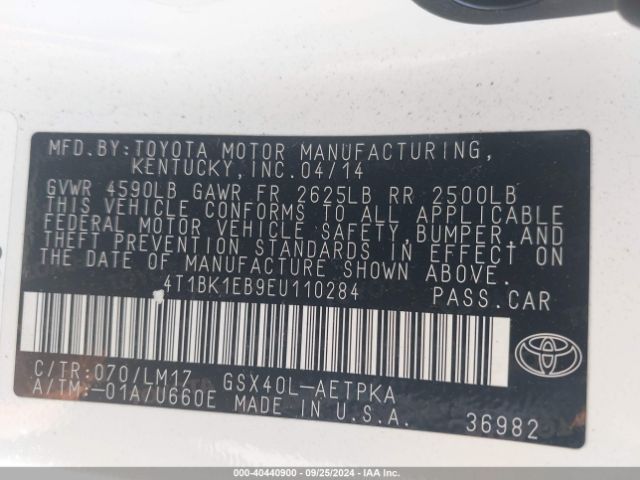 MFD.BY:TOYOTA MOTOR MANUFACTURING,
KENTUCKY,INC.04/14
GVWR 4590LB GAWR FR 2625LB RR 2500LB
THIS VEHICLE CONFORMS TO ALL APPLICABLE
FEDERAL MOTOR VEHICLE SAFETY,BUMPER,AND
THEFT PREVENTION STANDARDS IN EFFECT ON
THE DATE OF MANUFACTURE SHOWN ABOVE.
4T1BK1EB9EU110284 PASS.CAR
C/TR:070/LM17 GSX40L-AETPKA
A/TM:-01A/U660E MADE IN U.S.A.
36982
000-40440900 - 09/25/2024 - IAA Inc.